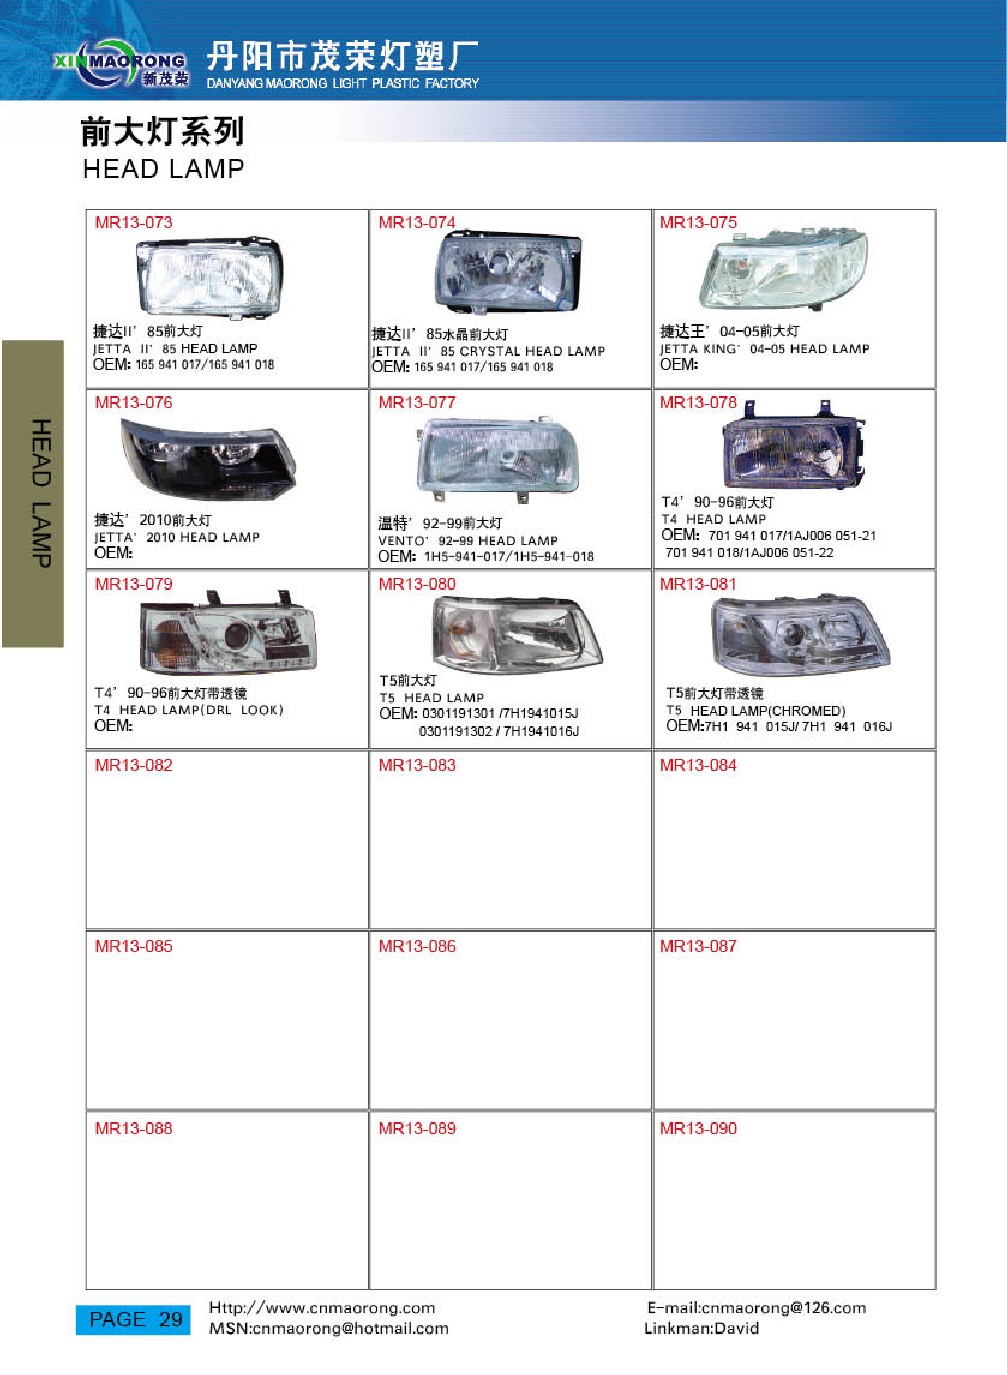 XINMAORONG
新茂荣
丹阳市茂荣灯塑厂
DANYANG MAORONG LIGHT PLASTIC FACTORY
前大灯系列
HEAD LAMP
HEAD LAMP
MR13-073
捷达II' 85前大灯
JETTA II' 85 HEAD LAMP
OEM: 165 941 017/165 941 018
MR13-074
捷达II' 85水晶前大灯
JETTA II' 85 CRYSTAL HEAD LAMP
OEM: 165 941 017/165 941 018
MR13-075
捷达王' 04-05前大灯
JETTA KING' 04-05 HEAD LAMP
OEM:
MR13-076
捷达' 2010前大灯
JETTA' 2010 HEAD LAMP
OEM:
MR13-077
温特' 92-99前大灯
VENTO' 92-99 HEAD LAMP
OEM: 1H5-941-017/1H5-941-018
MR13-078
T4' 90-96前大灯
T4 HEAD LAMP
OEM: 701 941 017/1AJ006 051-21
701 941 018/1AJ006 051-22
MR13-079
T4' 90-96前大灯带透镜
T4 HEAD LAMP(DRL LOOK)
OEM:
MR13-080
T5前大灯
T5 HEAD LAMP
OEM: 0301191301 /7H1941015J
0301191302 / 7H1941016J
MR13-081
T5前大灯带透镜
T5 HEAD LAMP(CHROMED)
OEM:7H1 941 015J/ 7H1 941 016J
MR13-082
MR13-083
MR13-084
MR13-085
MR13-086
MR13-087
MR13-088
MR13-089
MR13-090
PAGE 29
Http://www.cnmaorong.com
MSN:cnmaorong@hotmail.com
E-mail:cnmaorong@126.com
Linkman:David